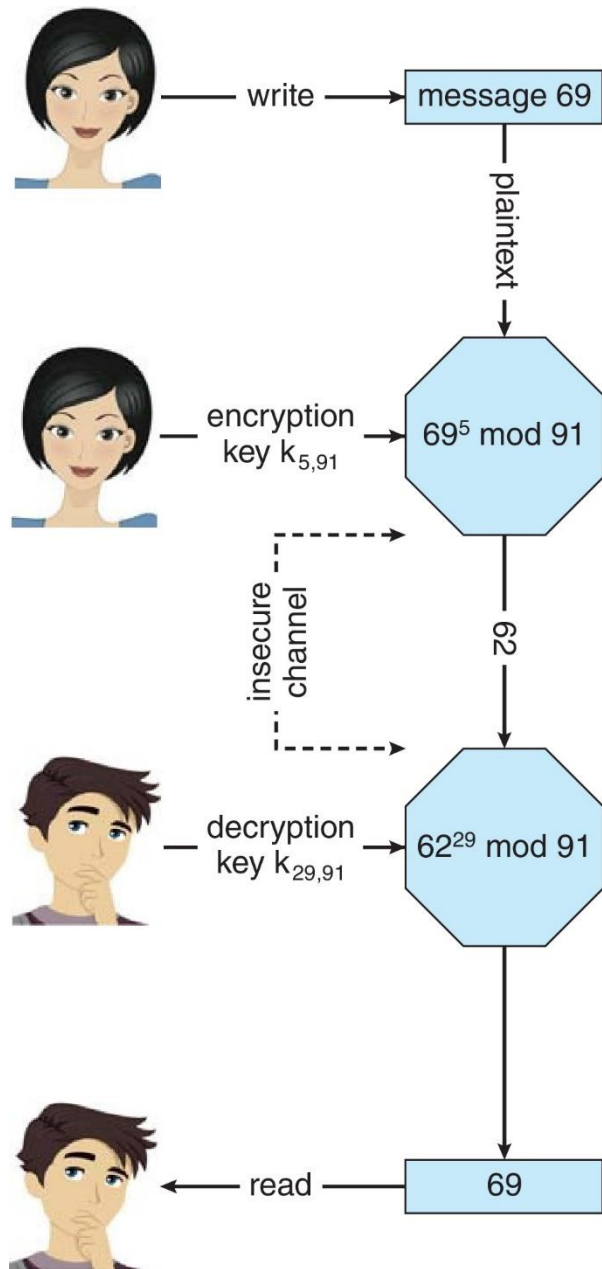 write
message 69
plaintext
encryption
key k₅,₉₁
69⁵ mod 91
insecure
channel
62
decryption
key k₂₉,₉₁
62²⁹ mod 91
read
69